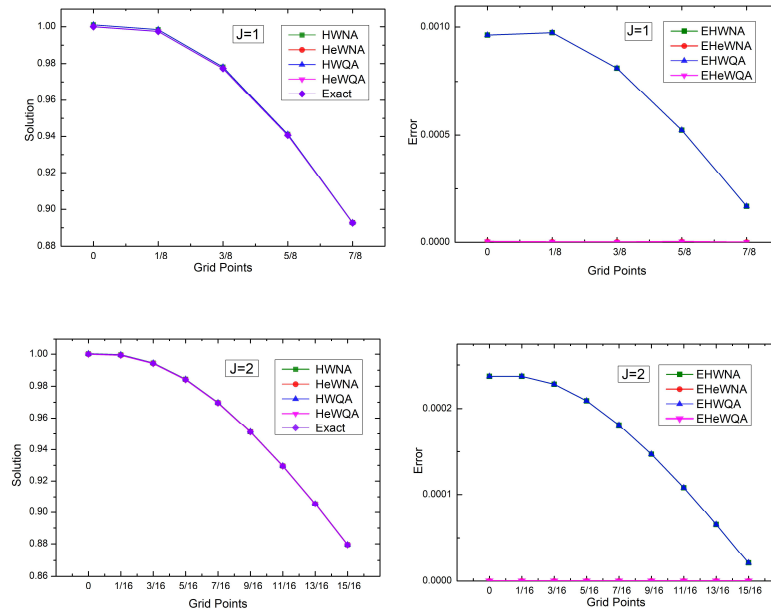 1.00
0.98
0.96
0.94
0.92
0.90
0.88
Solution
J=1
HWNA
HeWNA
HWQA
HeWQA
Exact
0 1/8 3/8 5/8 7/8
Grid Points
0.0010
0.0005
0.0000
Error
J=1
EHWNA
EHeWNA
EHWQA
EHeWQA
0 1/8 3/8 5/8 7/8
Grid Points
1.00
0.98
0.96
0.94
0.92
0.90
0.88
0.86
Solution
J=2
HWNA
HeWNA
HWQA
HeWQA
Exact
0 1/16 3/16 5/16 7/16 9/16 11/16 13/16 15/16
Grid Points
0.0002
0.0001
0.0000
Error
J=2
EHWNA
EHeWNA
EHWQA
EHeWQA
0 1/16 3/16 5/16 7/16 9/16 11/16 13/16 15/16
Grid Points